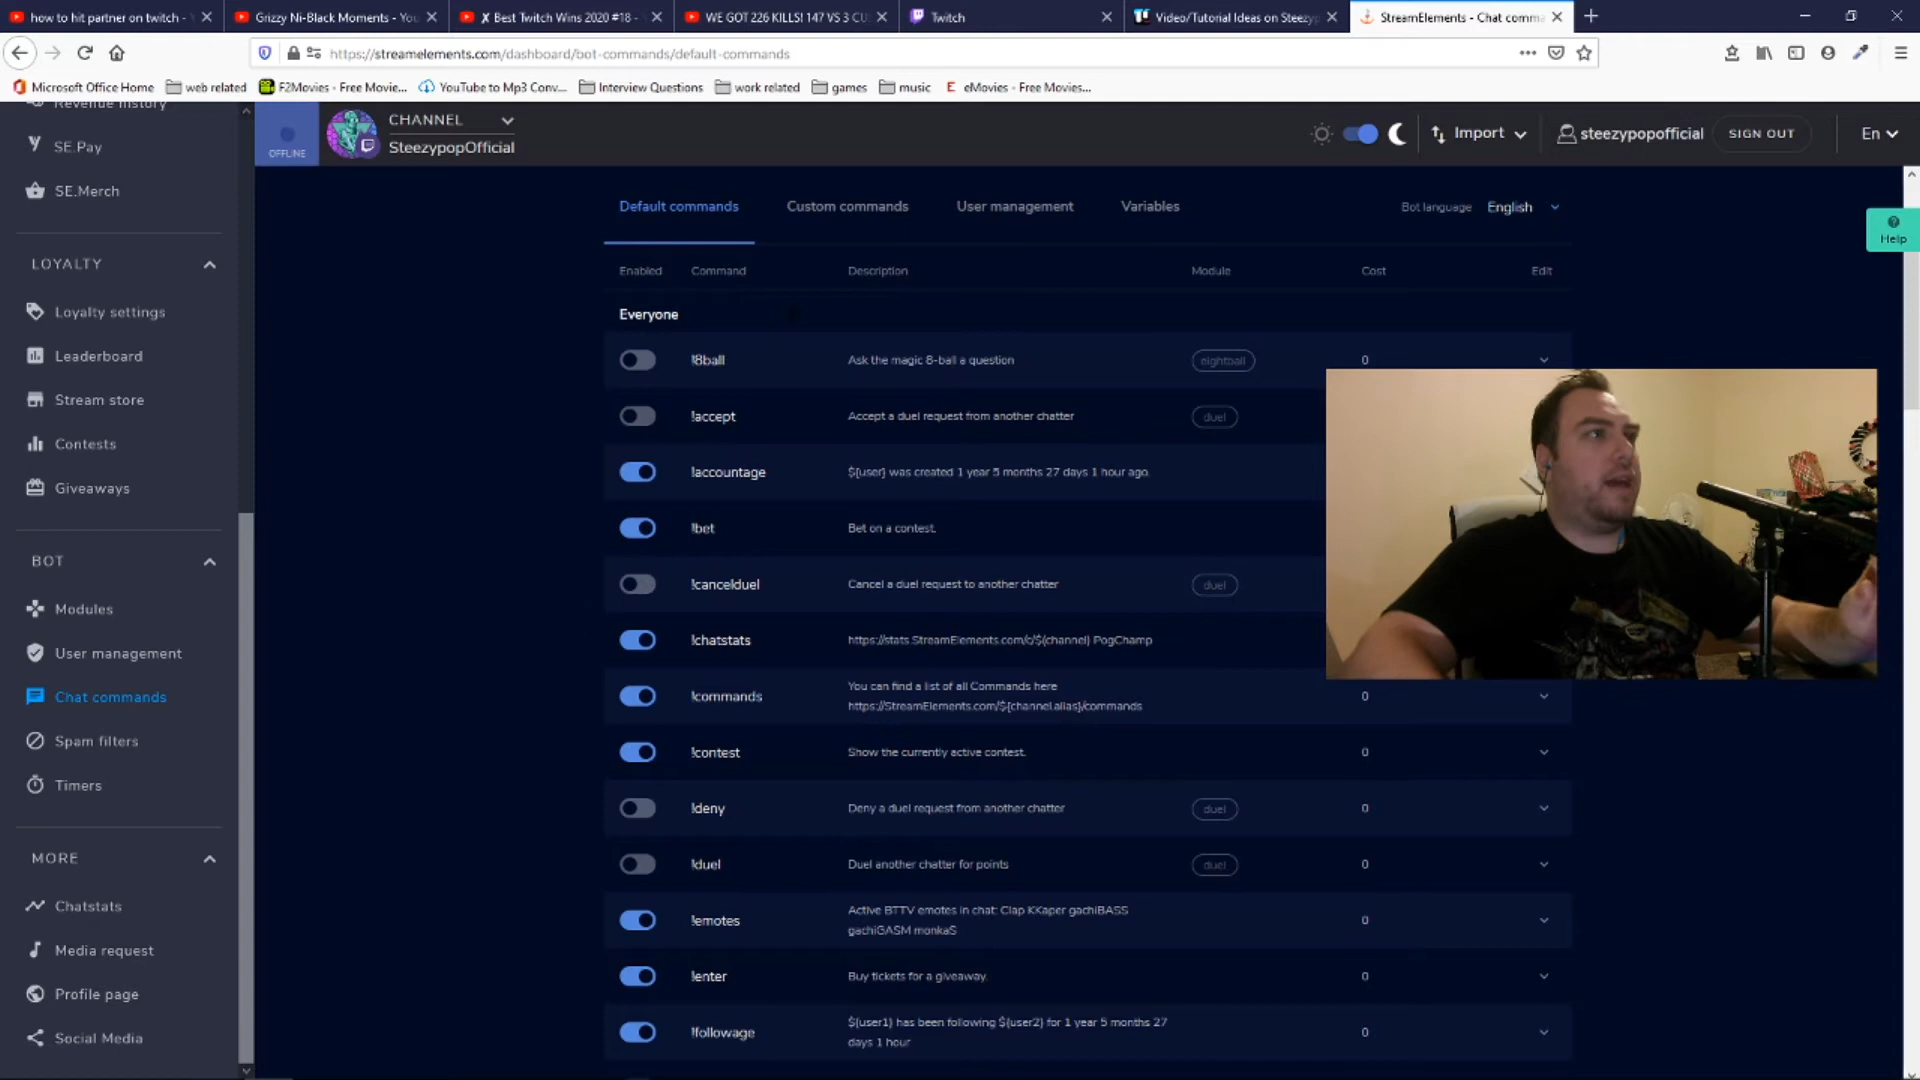 how to hit partner on twitch -
Grizzy Ni-Black Moments - You
✗ Best Twitch Wins 2020 #18 -
WE GOT 226 KILLS! 147 VS 3 CU
Twitch
Video/Tutorial Ideas on Steezyp
StreamElements - Chat comma
https://streamelements.com/dashboard/bot-commands/default-commands
Microsoft Office Home
web related
F2Movies - Free Movie...
YouTube to Mp3 Conv...
Interview Questions
work related
games
music
eMovies - Free Movies...
Revenue history
SE.Pay
SE.Merch
LOYALTY
Loyalty settings
Leaderboard
Stream store
Contests
Giveaways
BOT
Modules
User management
Chat commands
Spam filters
Timers
MORE
Chatstats
Media request
Profile page
Social Media
OFFLINE
CHANNEL
SteezypopOfficial
Import
steezypopofficial
SIGN OUT
En
Help
Default commands
Custom commands
User management
Variables
Bot language
English
Enabled
Command
Description
Module
Cost
Edit
Everyone
!8ball
Ask the magic 8-ball a question
eightball
0
!accept
Accept a duel request from another chatter
duel
!accountage
${user} was created 1 year 5 months 27 days 1 hour ago.
!bet
Bet on a contest.
!cancelduel
Cancel a duel request to another chatter
duel
!chatstats
https://stats.StreamElements.com/c/${channel} PogChamp
!commands
You can find a list of all Commands here
https://StreamElements.com/${channel.alias}/commands
0
!contest
Show the currently active contest.
0
!deny
Deny a duel request from another chatter
duel
0
!duel
Duel another chatter for points
duel
0
!emotes
Active BTTV emotes in chat: Clap KKaper gachiBASS
gachiGASM monkaS
0
!enter
Buy tickets for a giveaway.
0
!followage
${user1} has been following ${user2} for 1 year 5 months 27
days 1 hour
0